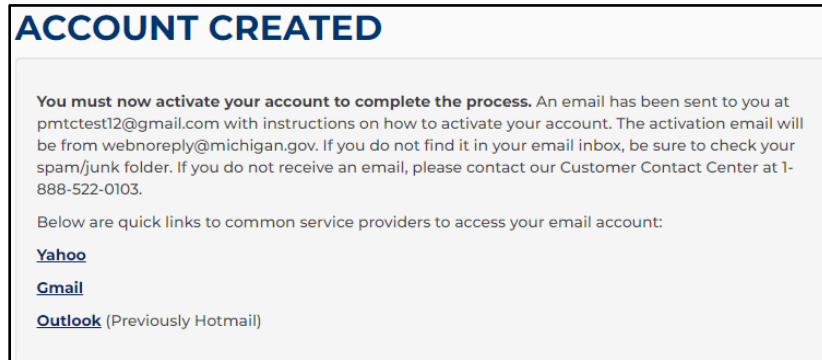 ACCOUNT CREATED
You must now activate your account to complete the process. An email has been sent to you at
pmtctest12@gmail.com with instructions on how to activate your account. The activation email will
be from webnoreply@michigan.gov. If you do not find it in your email inbox, be sure to check your
spam/junk folder. If you do not receive an email, please contact our Customer Contact Center at 1-
888-522-0103.
Below are quick links to common service providers to access your email account:
Yahoo
Gmail
Outlook (Previously Hotmail)